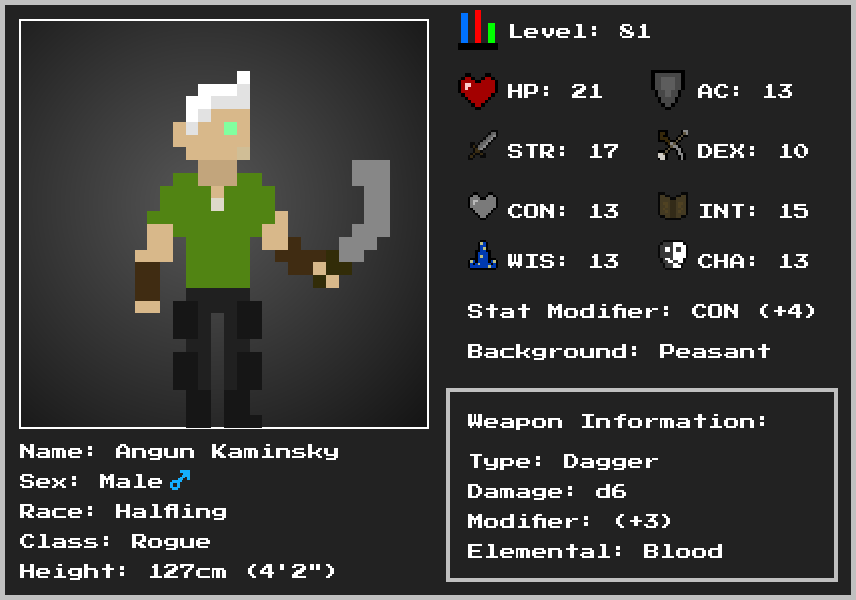 Level: 81
HP: 21
AC: 13
STR: 17
DEX: 10
CON: 13
INT: 15
WIS: 13
CHA: 13
Stat Modifier: CON (+4)
Background: Peasant
Weapon Information:
Type: Dagger
Damage: d6
Modifier: (+3)
Elemental: Blood
Name: Angun Kaminsky
Sex: Male♂
Race: Halfling
Class: Rogue
Height: 127cm (4'2")